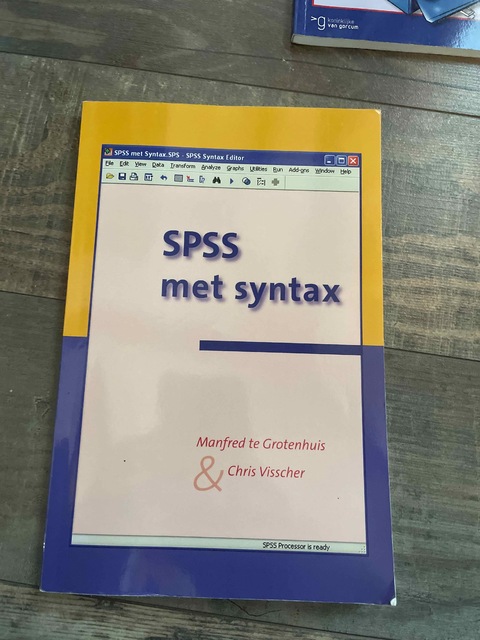 koninklijke
van gorcum
SPSS met Syntax.SPS - SPSS Syntax Editor
File Edit View Data Transform Analyze Graphs Utilities Run Add-ons Window Help
SPSS
met syntax
Manfred te Grotenhuis
& Chris Visscher
SPSS Processor is ready